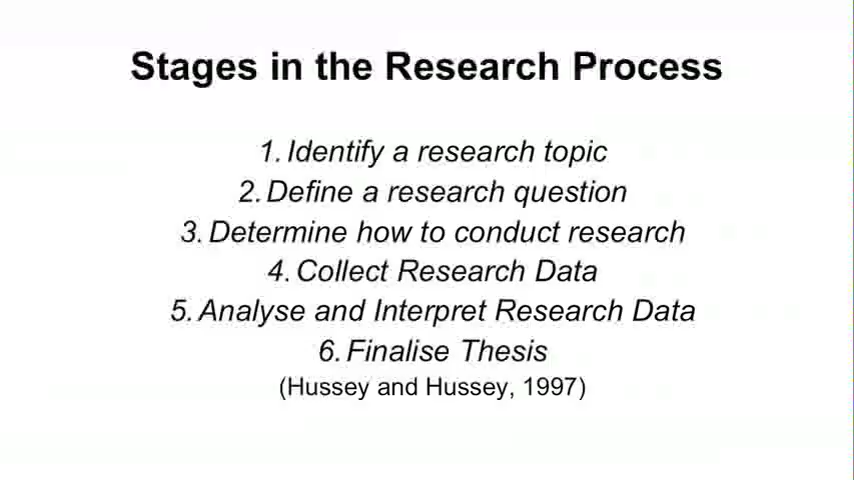 Stages in the Research Process
1. Identify a research topic
2. Define a research question
3. Determine how to conduct research
4. Collect Research Data
5. Analyse and Interpret Research Data
6. Finalise Thesis
(Hussey and Hussey, 1997)